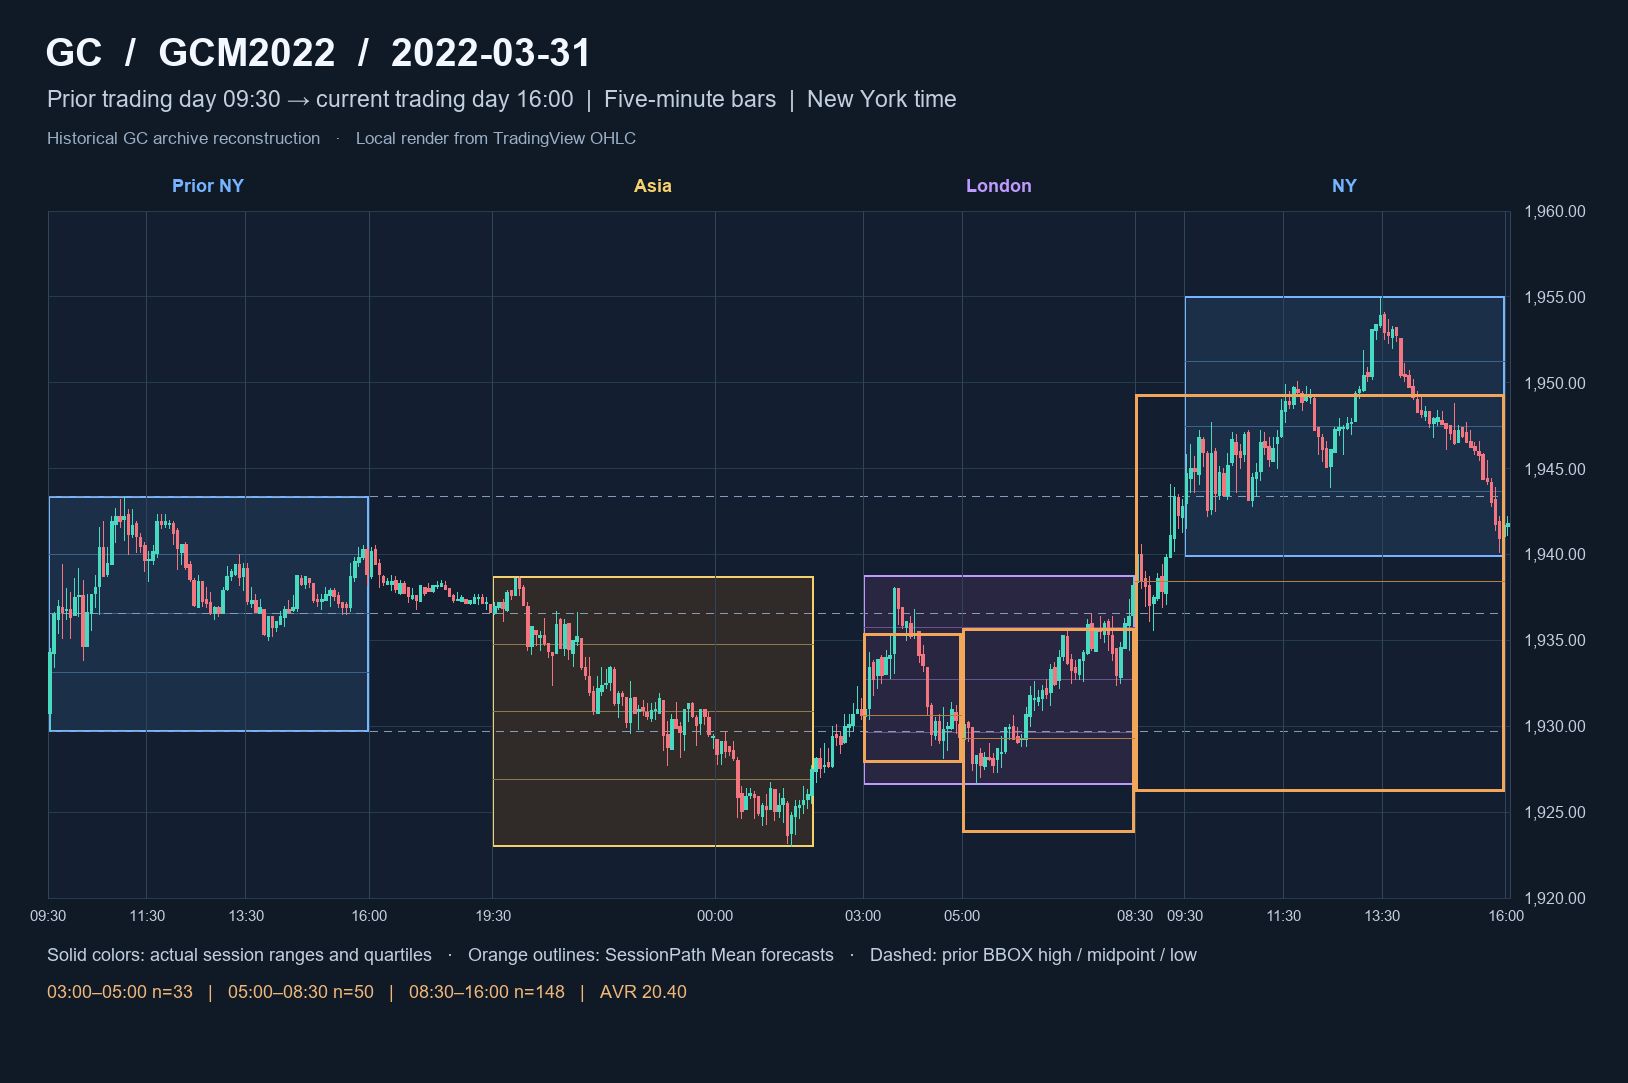 GC / GCM2022 / 2022-03-31
Prior trading day 09:30 → current trading day 16:00 | Five-minute bars | New York time
Historical GC archive reconstruction · Local render from TradingView OHLC
Prior NY Asia London NY
1,960.00
1,955.00
1,950.00
1,945.00
1,940.00
1,935.00
1,930.00
1,925.00
1,920.00
09:30 11:30 13:30 16:00 19:30 00:00 03:00 05:00 08:30 09:30 11:30 13:30 16:00
Solid colors: actual session ranges and quartiles · Orange outlines: SessionPath Mean forecasts · Dashed: prior BBOX high / midpoint / low
03:00–05:00 n=33 | 05:00–08:30 n=50 | 08:30–16:00 n=148 | AVR 20.40